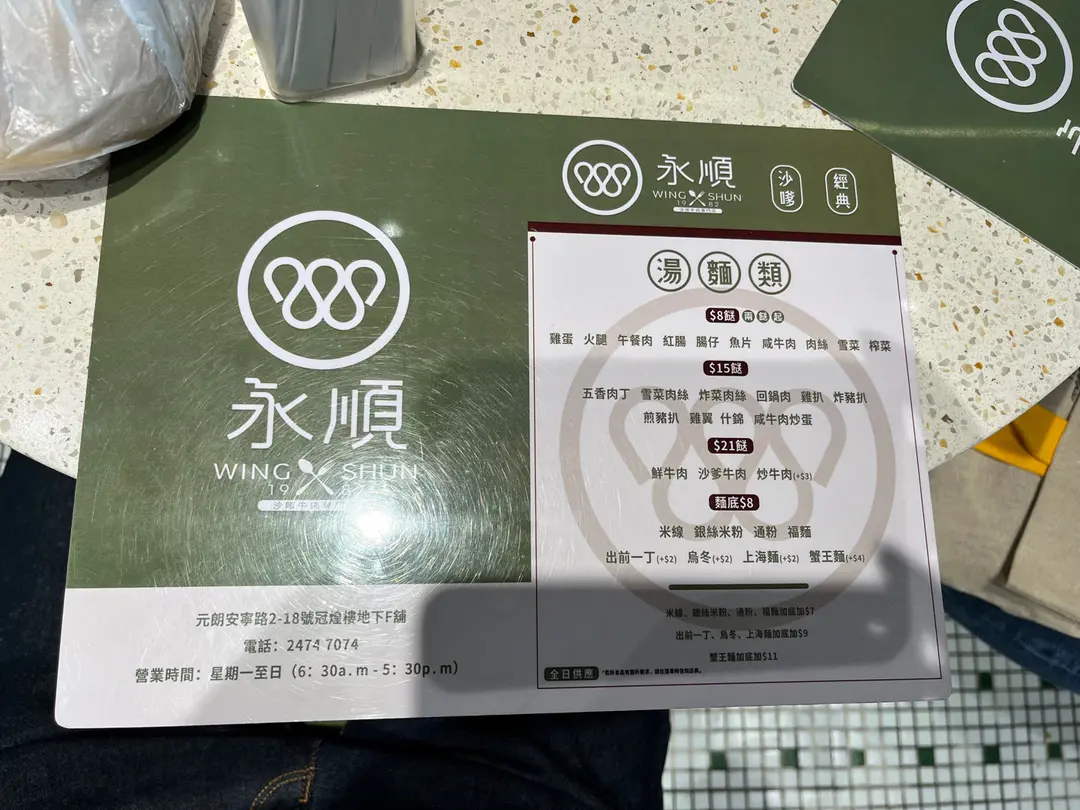 永順
WING SHUN
19
元朗安寧路2-18號冠煌樓地下F舖
電話：2474 7074
營業時間：星期一至日（6：30a.m - 5：30p.m）
永順
WING SHUN
1982
沙嗲
經典
湯麵類
$8餸 兩餸起
雞蛋 火腿 午餐肉 紅腸 腸仔 魚片 咸牛肉 肉絲 雪菜 榨菜
$15餸
五香肉丁 雪菜肉絲 炸菜肉絲 回鍋肉 雞扒 炸豬扒
煎豬扒 雞翼 什錦 咸牛肉炒蛋
$21餸
鮮牛肉 沙爹牛肉 炒牛肉(+$3)
麵底$8
米線 銀絲米粉 通粉 福麵
出前一丁(+$2) 烏冬(+$2) 上海麵(+$2) 蟹王麵(+$4)
米線、銀絲米粉、通粉、福麵加底加$7
出前一丁、烏冬、上海麵加底加$9
蟹王麵加底加$11
全日供應